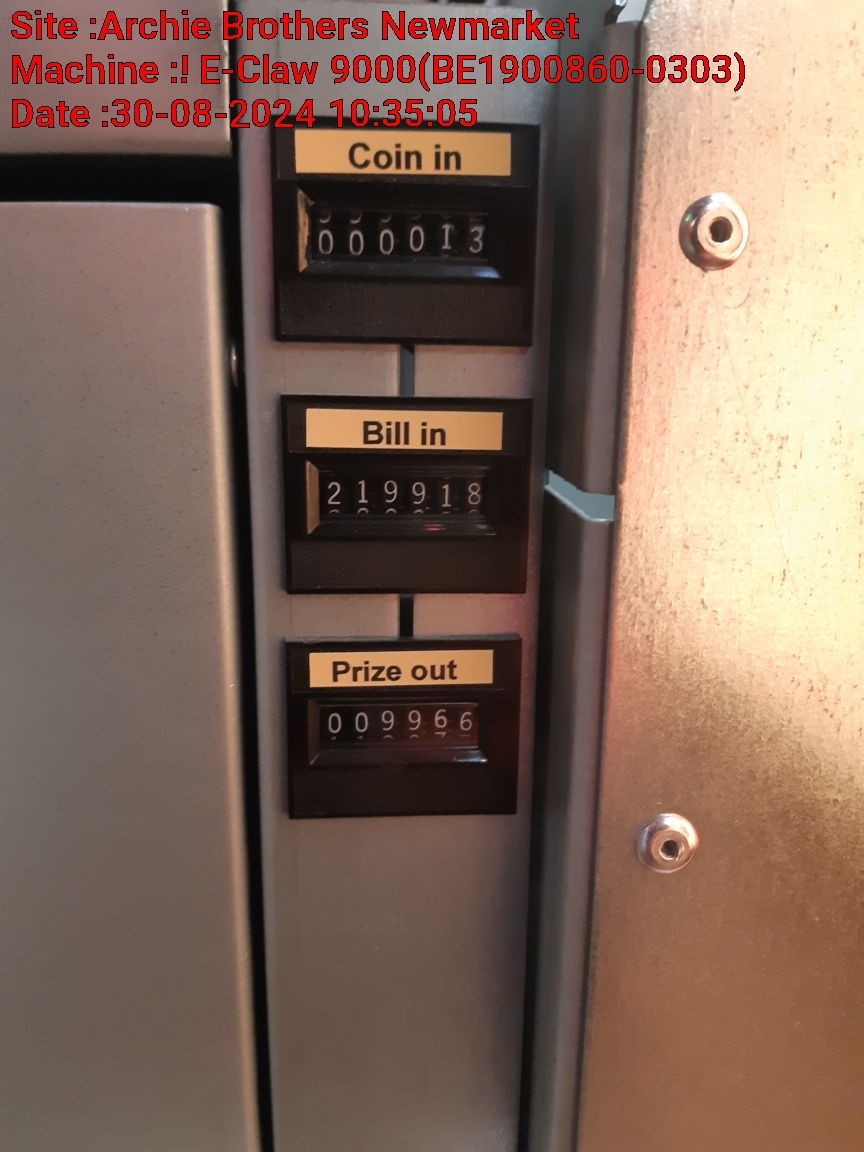 Site :Archie Brothers Newmarket
Machine :! E-Claw 9000(BE1900860-0303)
Date :30-08-2024 10:35:05
Coin in
000013
Bill in
219918
Prize out
009966